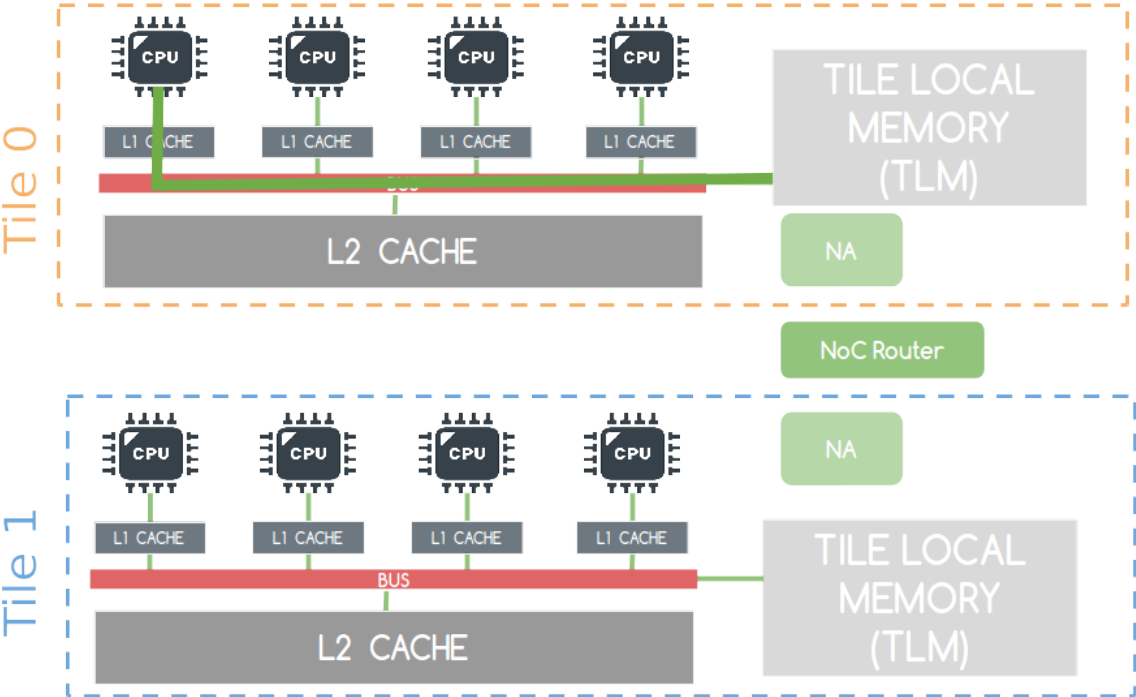 Tile 0
CPU
CPU
CPU
CPU
L1 CACHE
L1 CACHE
L1 CACHE
L1 CACHE
TILE LOCAL
MEMORY
(TLM)
BUS
L2 CACHE
NA
NoC Router
Tile 1
CPU
CPU
CPU
CPU
NA
L1 CACHE
L1 CACHE
L1 CACHE
L1 CACHE
BUS
TILE LOCAL
MEMORY
(TLM)
L2 CACHE